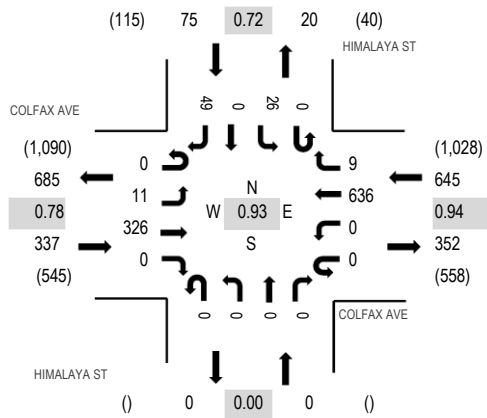 (115) 75 0.72 20 (40)
HIMALAYA ST
COLFAX AVE
49 0 26 0
(1,090) 0 9 (1,028)
685 645
11 N 636
0.78 W 0.93 E 0.94
326 0
337 S 352
0 0
(545) (558)
0 0 0 0
COLFAX AVE
HIMALAYA ST
() 0 0.00 0 ()